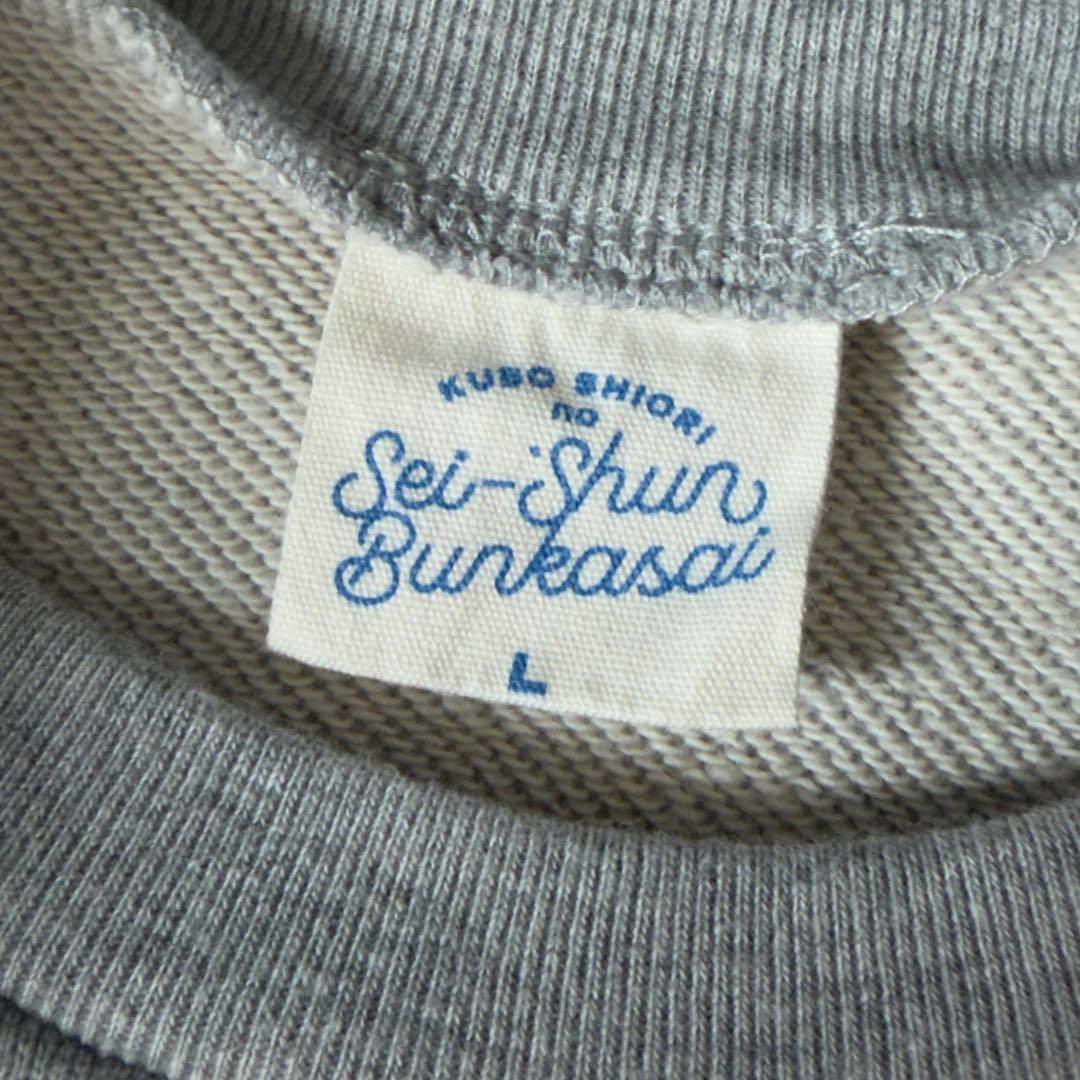 KUBO SHIORI
no
Sei-Shun
Bunkasai
L